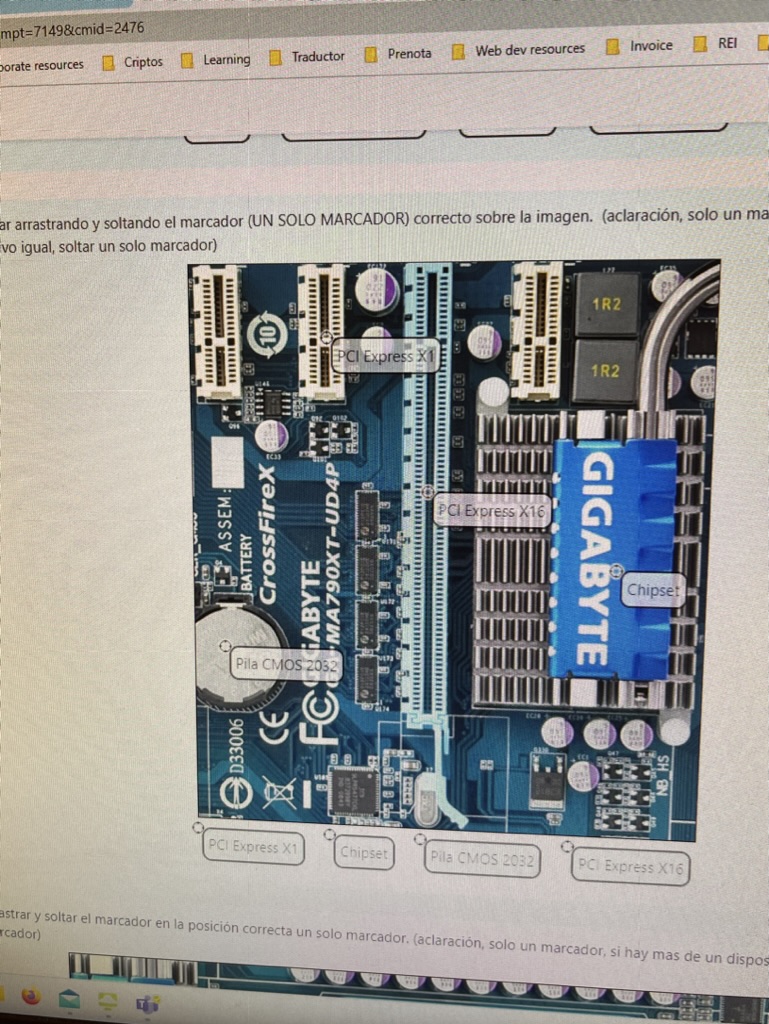 mpt=7149&cmid=2476
porate resources Criptos Learning Traductor Prenota Web dev resources Invoice REI
ar arrastrando y soltando el marcador (UN SOLO MARCADOR) correcto sobre la imagen. (aclaración, solo un ma
vo igual, soltar un solo marcador)
10
1R2
1R2
PCI Express X1
PCI Express X16
GIGABYTE
Chipset
ASSEM:
BATTERY
CrossFireX
GIGABYTE
MA790XT-UD4P
Pila CMOS 2032
D33006
CE
FC
NB_HS
PCI Express X1 Chipset Pila CMOS 2032 PCI Express X16
astrar y soltar el marcador en la posición correcta un solo marcador. (aclaración, solo un marcador, si hay mas de un dispos
rcador)